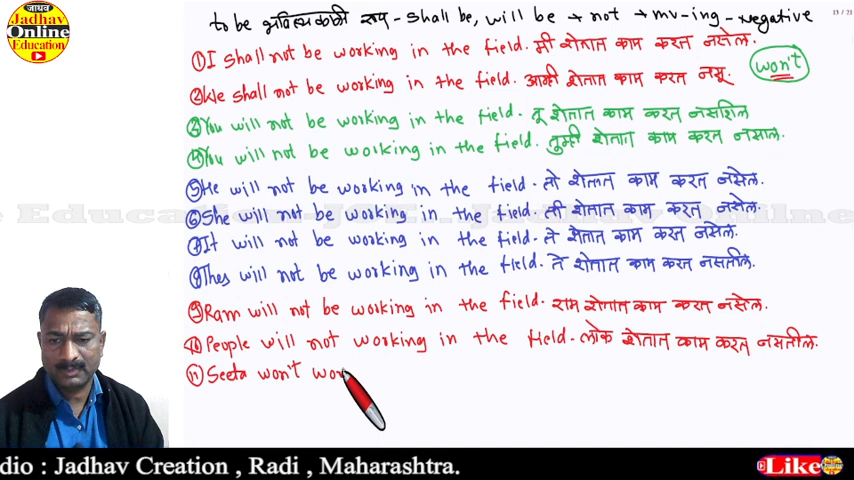 जाधव
Jadhav
Online
Education
13 / 21
to be भविष्यकाळी रूप - shall be, will be → not → mv - ing - negative
① I shall not be working in the field. मी शेतात काम करत नसेल.
② We shall not be working in the field. आम्ही शेतात काम करत नसू.
won't
③ You will not be working in the field. तू शेतात काम करत नसशिल
④ You will not be working in the field. तुम्ही शेतात काम करत नसाल.
⑤ He will not be working in the field. तो शेतात काम करत नसेल.
⑥ She will not be working in the field. ती शेतात काम करत नसेल.
⑦ It will not be working in the field. ते शेतात काम करत नसेल.
⑧ They will not be working in the field. ते शेतात काम करत नसतील.
⑨ Ram will not be working in the field. राम शेतात काम करत नसेल.
⑩ People will not working in the field. लोक शेतात काम करत नसतील.
⑪ Seeta won't wor
e Education-JOE... Jadhav Online
dio : Jadhav Creation , Radi , Maharashtra.
Like